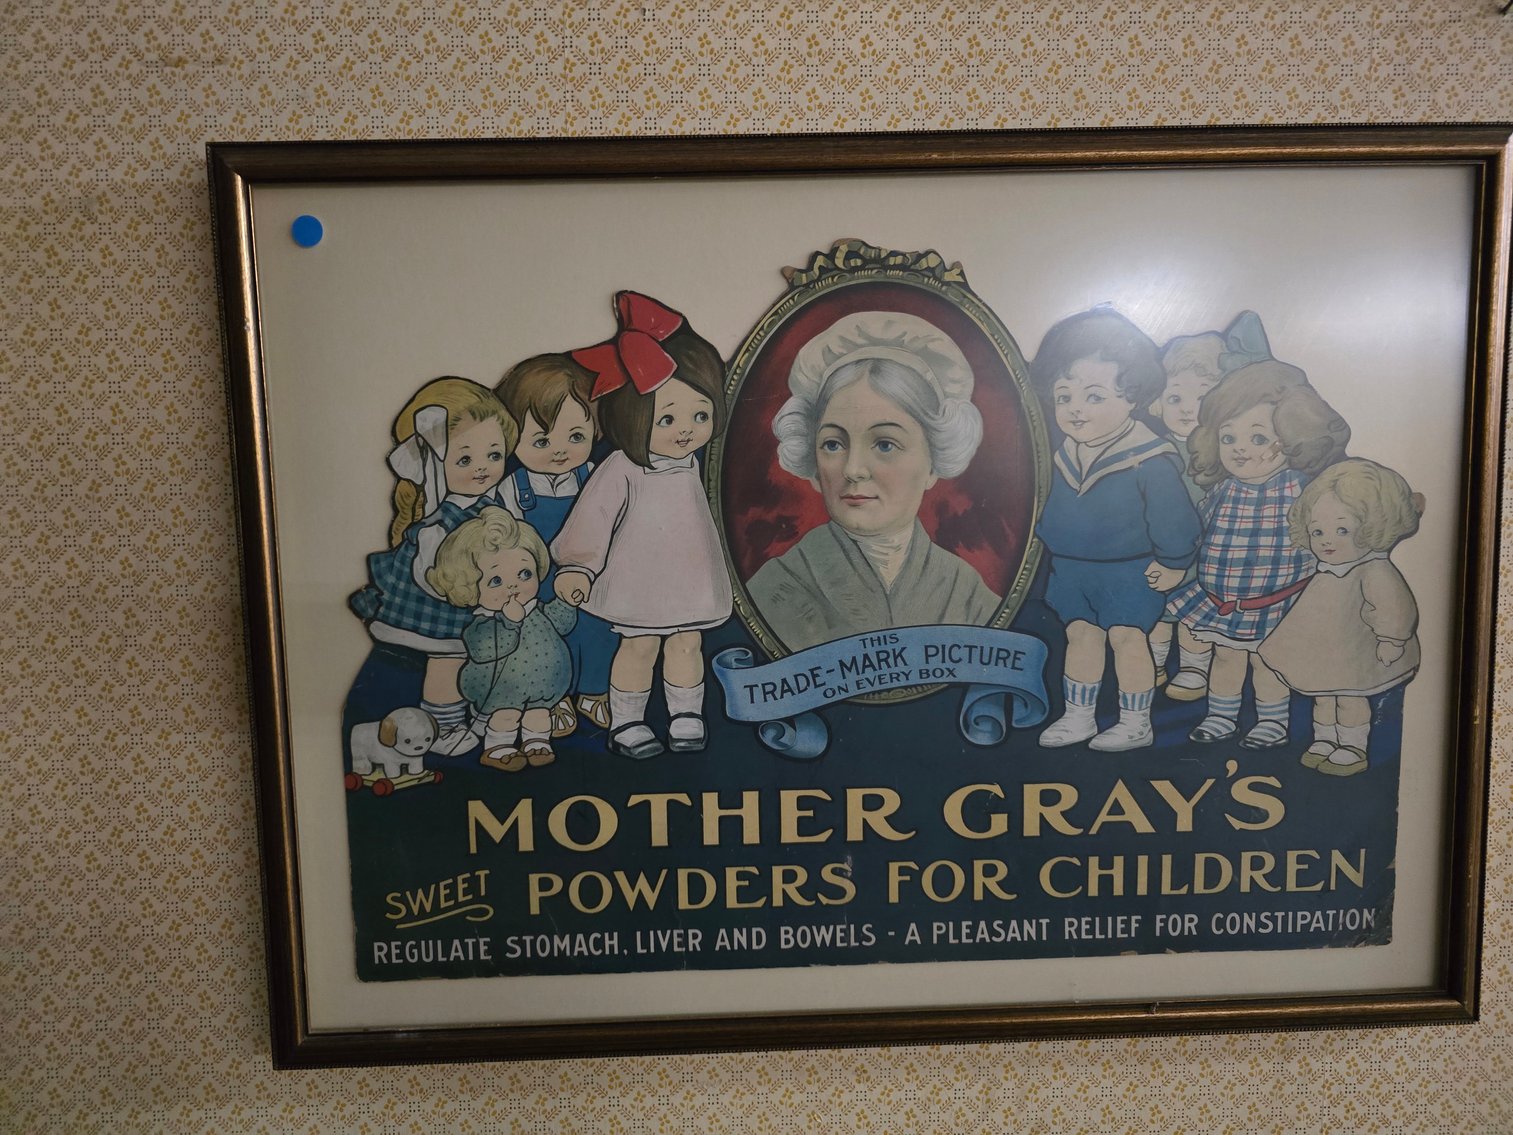 THIS
TRADE-MARK PICTURE
ON EVERY BOX
MOTHER GRAY'S
SWEET POWDERS FOR CHILDREN
REGULATE STOMACH, LIVER AND BOWELS - A PLEASANT RELIEF FOR CONSTIPATION